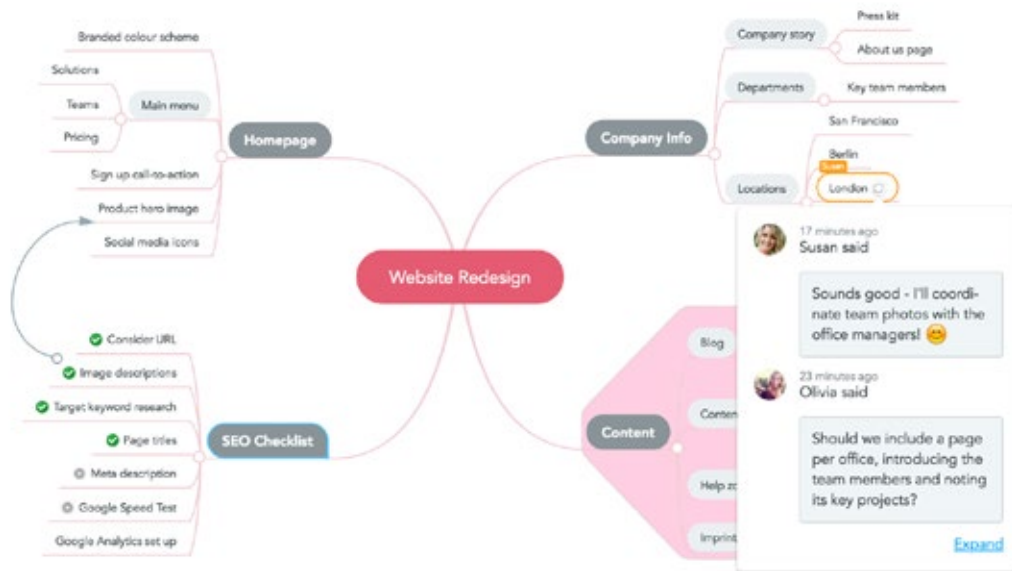 Branded colour scheme
Solutions
Teams
Pricing
Main menu
Homepage
Sign up call-to-action
Product hero image
Social media icons
Company Info
Company story
Press kit
About us page
Departments
Key team members
Locations
San Francisco
Berlin
Susan
London
Website Redesign
Consider URL
Image descriptions
Target keyword research
Page titles
Meta description
Google Speed Test
Google Analytics set up
SEO Checklist
Content
Blog
Conten
Help zo
Imprint
17 minutes ago
Susan said
Sounds good - I'll coordi-
nate team photos with the
office managers! 😊
23 minutes ago
Olivia said
Should we include a page
per office, introducing the
team members and noting
its key projects?
Expand